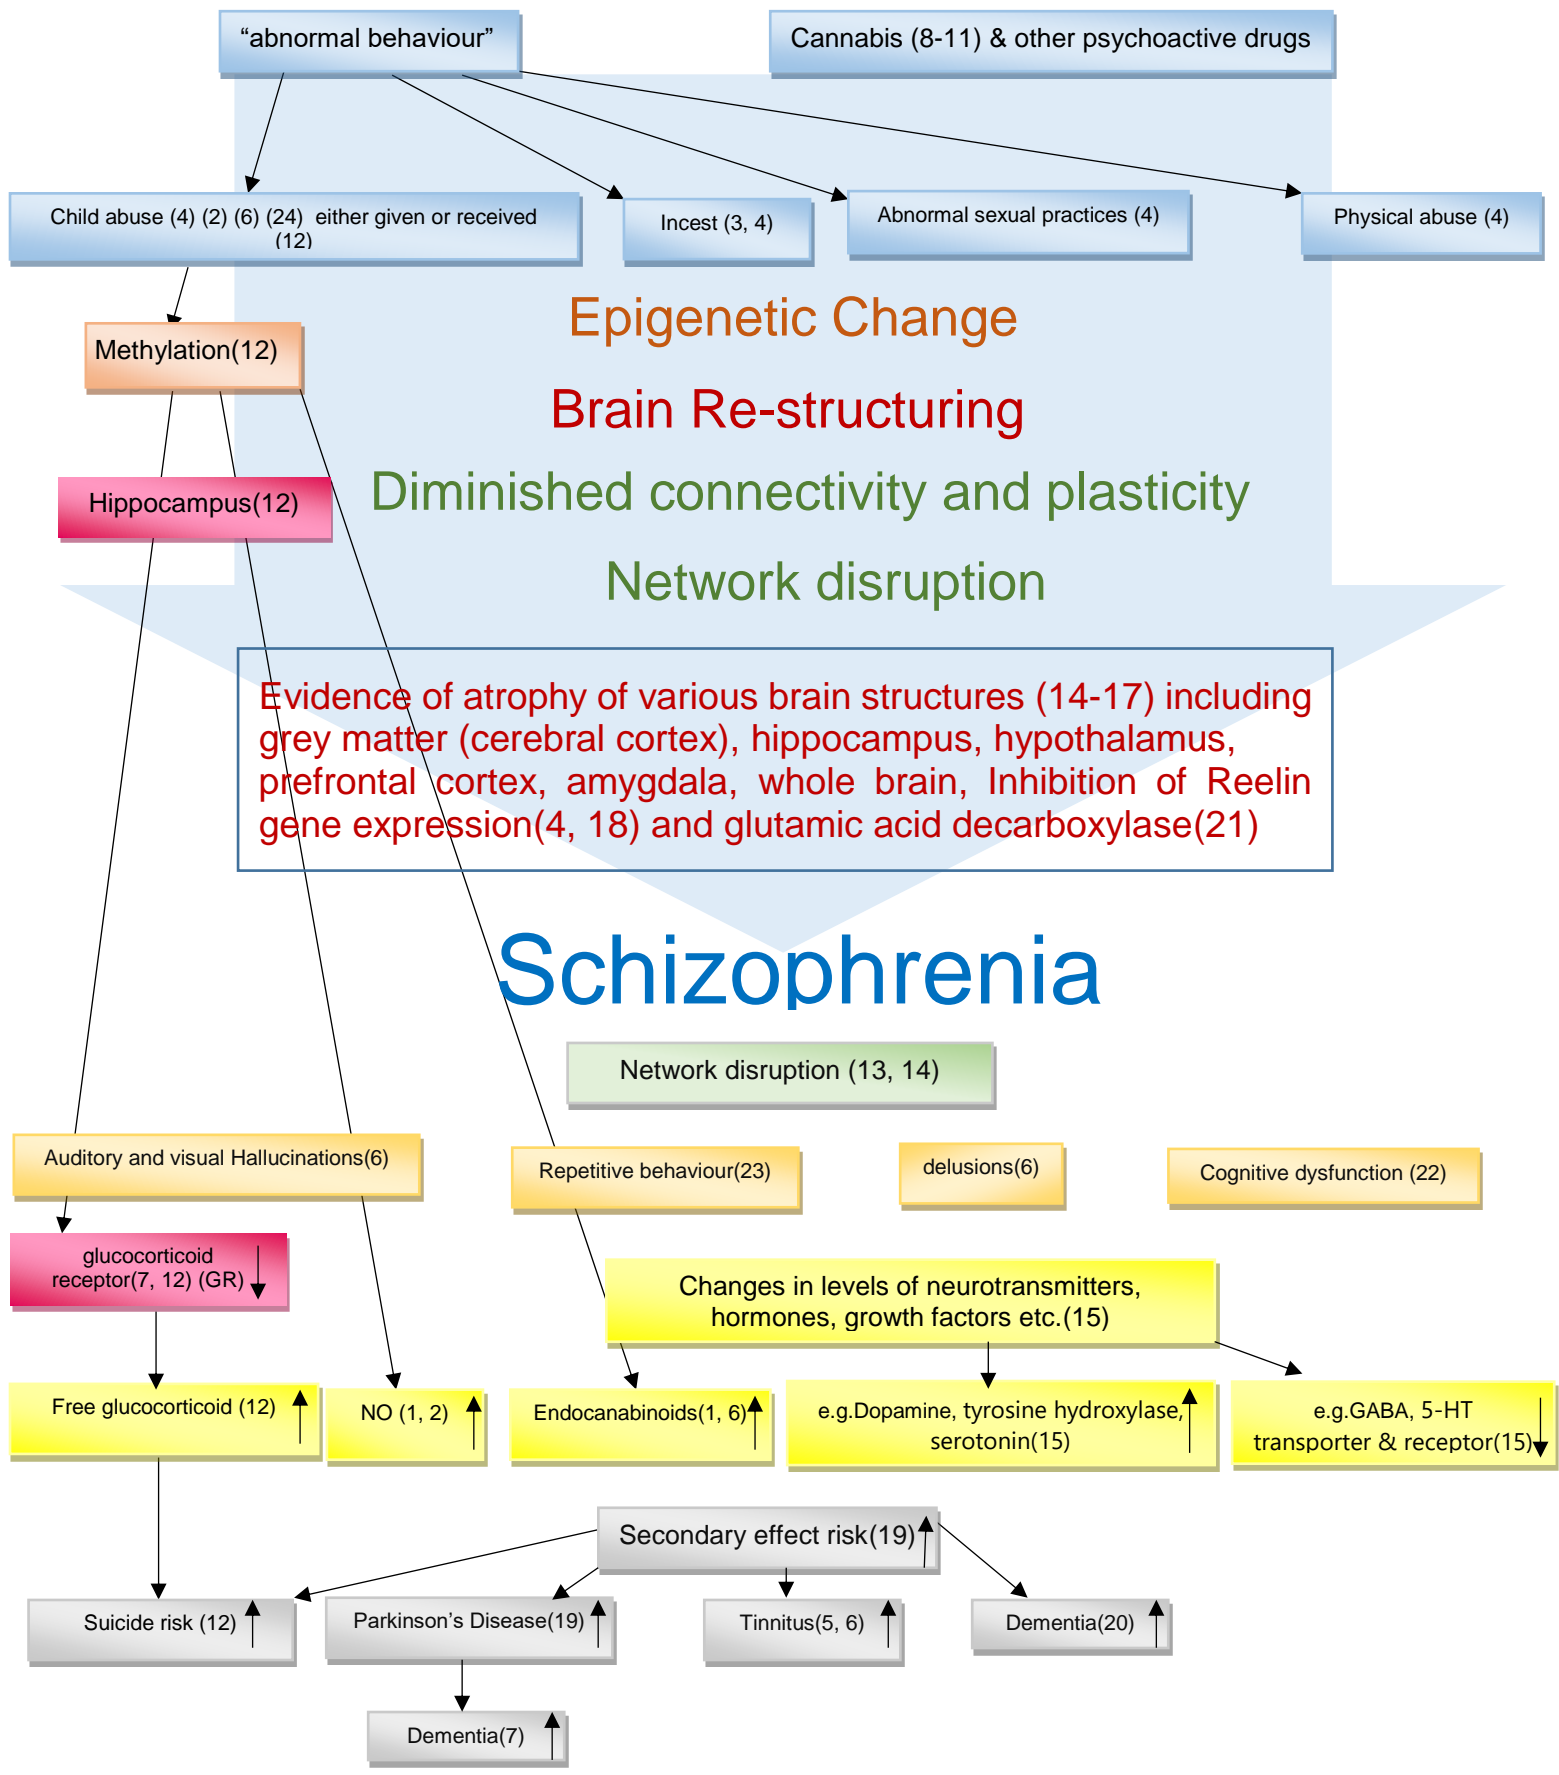 “abnormal behaviour”
Cannabis (8-11) & other psychoactive drugs
Child abuse (4) (2) (6) (24)  either given or received
(12)
Incest (3, 4)
Abnormal sexual practices (4)
Physical abuse (4)
Epigenetic Change
Methylation(12)
Brain Re-structuring
Diminished connectivity and plasticity
Hippocampus(12)
Network disruption
Evidence of atrophy of various brain structures (14-17) including
grey matter (cerebral cortex), hippocampus, hypothalamus,
prefrontal cortex, amygdala, whole brain, Inhibition of Reelin
gene expression(4, 18) and glutamic acid decarboxylase(21)
Schizophrenia
Network disruption (13, 14)
Auditory and visual Hallucinations(6)
Repetitive behaviour(23)
delusions(6)
Cognitive dysfunction (22)
glucocorticoid
receptor(7, 12) (GR)
Changes in levels of neurotransmitters,
hormones, growth factors etc.(15)
Free glucocorticoid (12)
NO (1, 2)
Endocanabinoids(1, 6)
e.g.Dopamine, tyrosine hydroxylase,
serotonin(15)
e.g.GABA, 5-HT
transporter & receptor(15)
Secondary effect risk(19)
Suicide risk (12)
Parkinson’s Disease(19)
Tinnitus(5, 6)
Dementia(20)
Dementia(7)